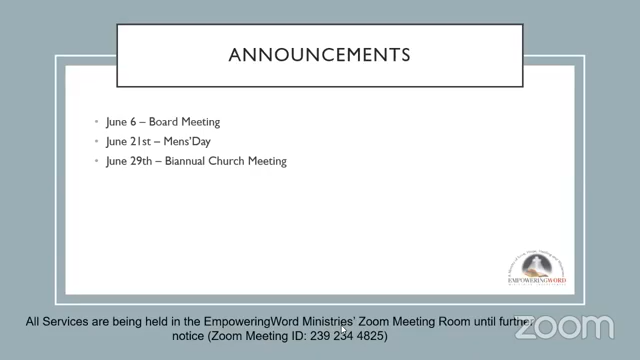 ANNOUNCEMENTS
• June 6 – Board Meeting
• June 21st – Mens'Day
• June 29th – Biannual Church Meeting
EMPOWERINGWORD
All Services are being held in the EmpoweringWord Ministries' Zoom Meeting Room until further
notice (Zoom Meeting ID: 239 234 4825)
zoom